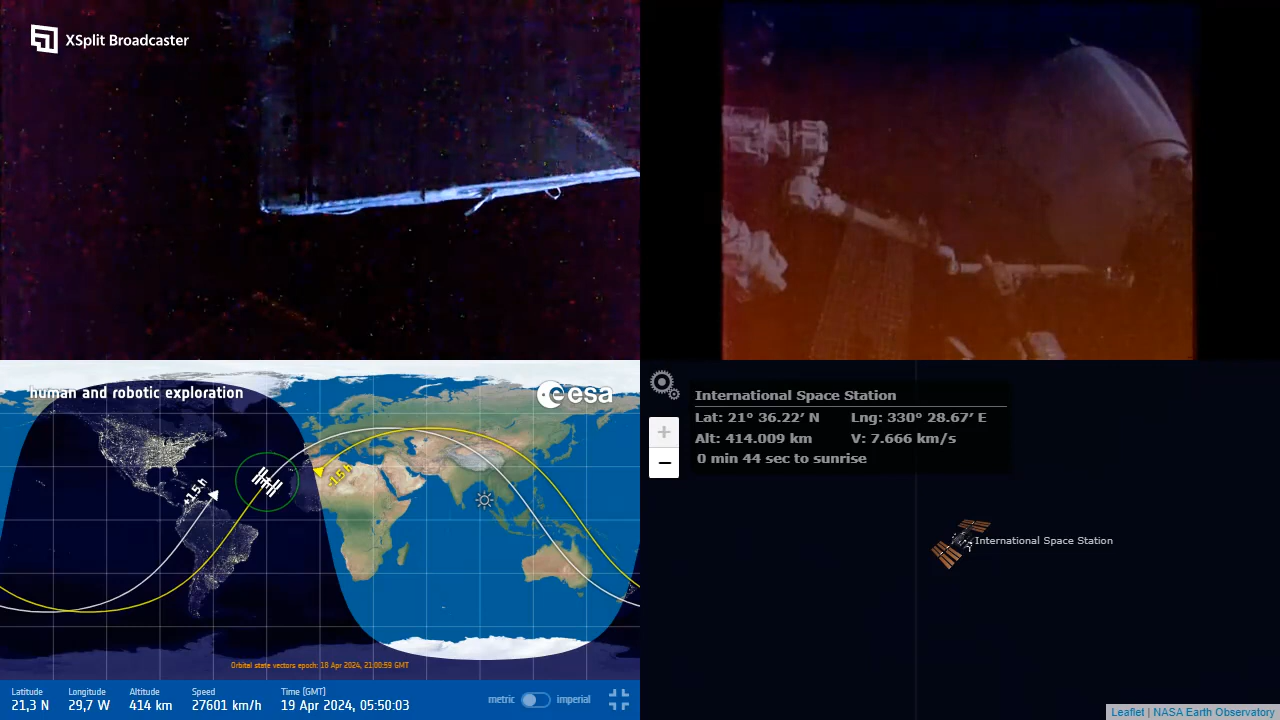 XSplit Broadcaster
human and robotic exploration
esa
+1.5 h
-1.5 h
Orbital state vectors epoch: 18 Apr 2024, 21:00:59 GMT
Latitude Longitude Altitude Speed Time (GMT)
21,3 N 29,7 W 414 km 27601 km/h 19 Apr 2024, 05:50:03
metric imperial
+
−
International Space Station
Lat: 21° 36.22′ N Lng: 330° 28.67′ E
Alt: 414.009 km V: 7.666 km/s
0 min 44 sec to sunrise
International Space Station
Leaflet | NASA Earth Observatory